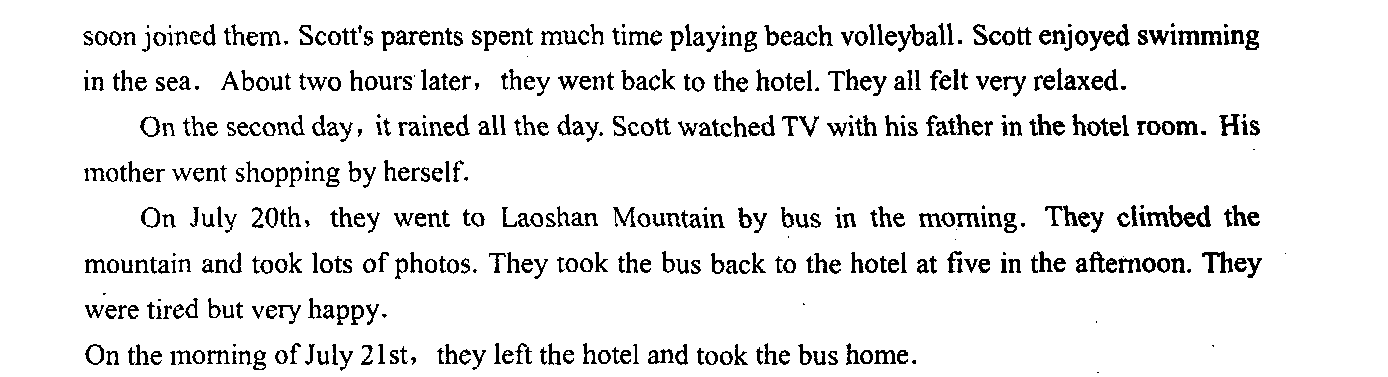 soon joined them. Scott's parents spent much time playing beach volleyball. Scott enjoyed swimming
in the sea. About two hours later, they went back to the hotel. They all felt very relaxed.
On the second day, it rained all the day. Scott watched TV with his father in the hotel room. His
mother went shopping by herself.
On July 20th, they went to Laoshan Mountain by bus in the morning. They climbed the
mountain and took lots of photos. They took the bus back to the hotel at five in the afternoon. They
were tired but very happy.
On the morning of July 21st, they left the hotel and took the bus home.